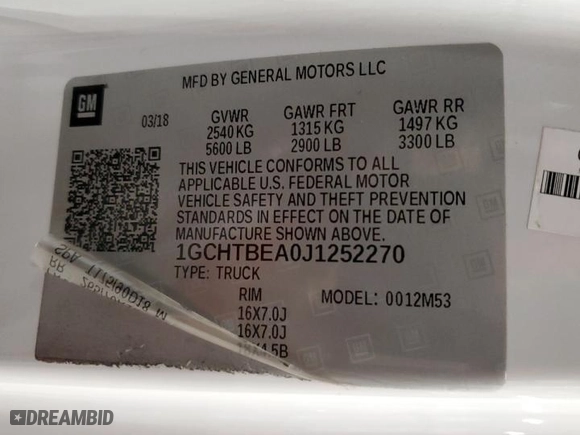 MFD BY GENERAL MOTORS LLC
GM
03/18
GVWR GAWR FRT GAWR RR
2540 KG 1315 KG 1497 KG
5600 LB 2900 LB 3300 LB
THIS VEHICLE CONFORMS TO ALL
APPLICABLE U.S. FEDERAL MOTOR
VEHICLE SAFETY AND THEFT PREVENTION
STANDARDS IN EFFECT ON THE DATE OF
MANUFACTURE SHOWN ABOVE.
1GCHTBEA0J1252270
TYPE: TRUCK
RIM MODEL: 0012M53
16X7.0J
16X7.0J
DREAMBID